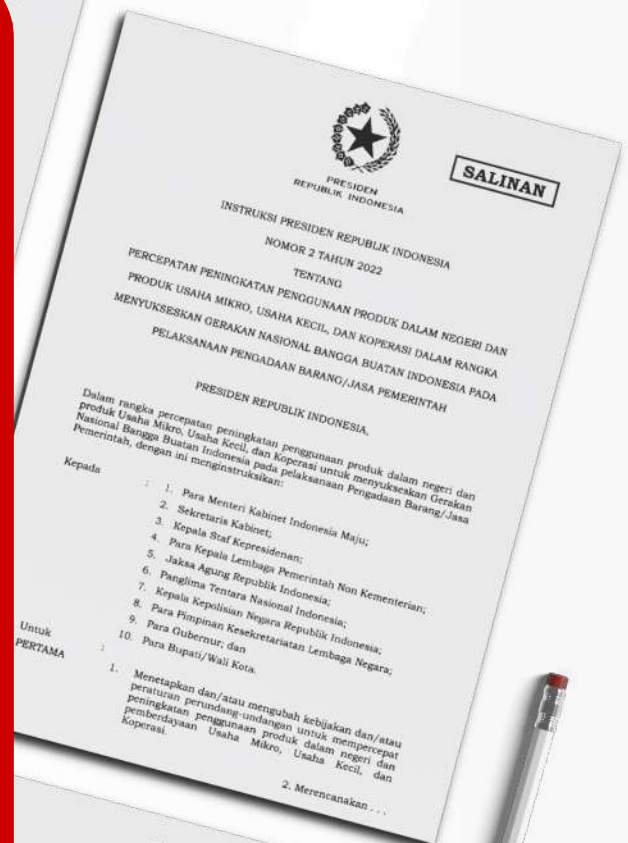 PRESIDEN
REPUBLIK INDONESIA
SALINAN
INSTRUKSI PRESIDEN REPUBLIK INDONESIA
NOMOR 2 TAHUN 2022
TENTANG
PERCEPATAN PENINGKATAN PENGGUNAAN PRODUK DALAM NEGERI DAN
PRODUK USAHA MIKRO, USAHA KECIL, DAN KOPERASI DALAM RANGKA
MENYUKSESKAN GERAKAN NASIONAL BANGGA BUATAN INDONESIA PADA
PELAKSANAAN PENGADAAN BARANG/JASA PEMERINTAH
PRESIDEN REPUBLIK INDONESIA,
Dalam rangka percepatan peningkatan penggunaan produk dalam negeri dan
produk Usaha Mikro, Usaha Kecil, dan Koperasi untuk menyukseskan Gerakan
Nasional Bangga Buatan Indonesia pada pelaksanaan Pengadaan Barang/Jasa
Pemerintah, dengan ini menginstruksikan:
Kepada : 1. Para Menteri Kabinet Indonesia Maju;
2. Sekretaris Kabinet;
3. Kepala Staf Kepresidenan;
4. Para Kepala Lembaga Pemerintah Non Kementerian;
5. Jaksa Agung Republik Indonesia;
6. Panglima Tentara Nasional Indonesia;
7. Kepala Kepolisian Negara Republik Indonesia;
8. Para Pimpinan Kesekretariatan Lembaga Negara;
9. Para Gubernur; dan
10. Para Bupati/Wali Kota.
Untuk :
PERTAMA : 1. Menetapkan dan/atau mengubah kebijakan dan/atau
peraturan perundang-undangan untuk mempercepat
peningkatan penggunaan produk dalam negeri dan
pemberdayaan Usaha Mikro, Usaha Kecil, dan
Koperasi.
2. Merencanakan . . .